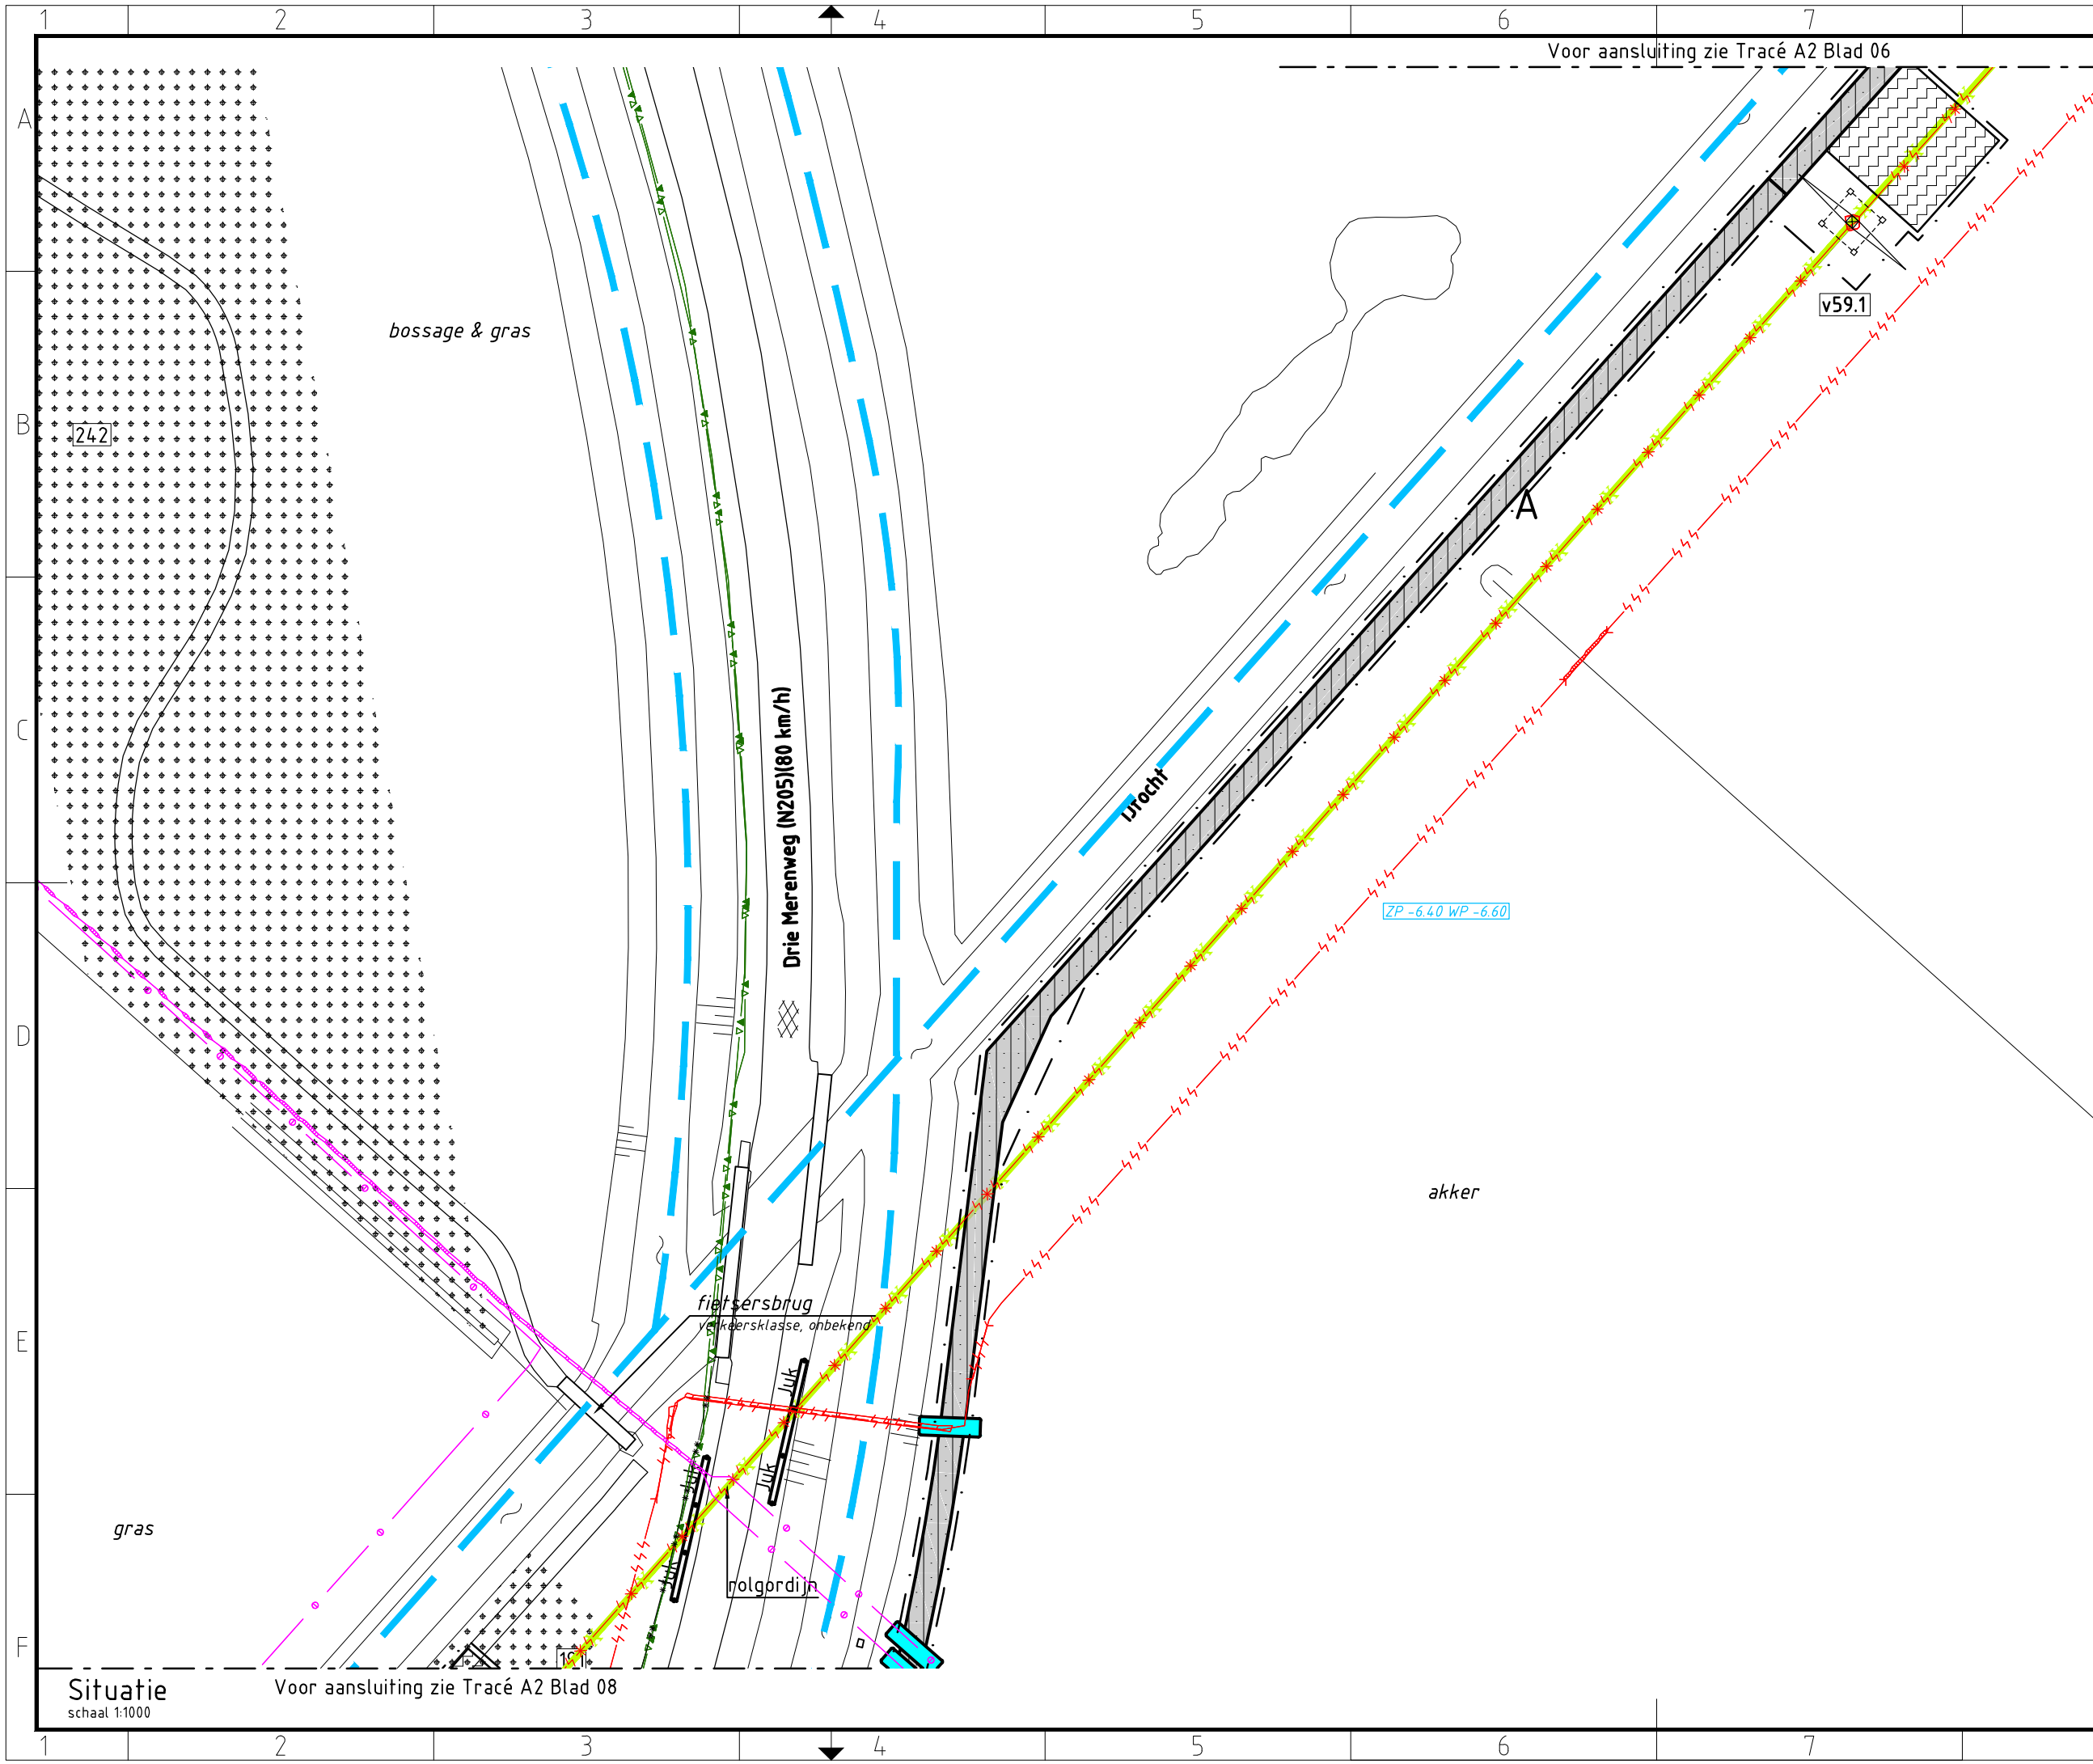 1 2 3 4 5 6 7
Voor aansluiting zie Tracé A2 Blad 06
A
B
C
D
E
F
v59.1
bossage & gras
242
A
Drie Merenweg (N205)(80 km/h)
IJtocht
ZP -6.40 WP -6.60
akker
fietsersbrug
verkeersklasse, onbekend
Juk
Juk
Juk
Juk
gras
rolgordijn
Situatie
schaal 1:1000
Voor aansluiting zie Tracé A2 Blad 08
1 2 3 4 5 6 7